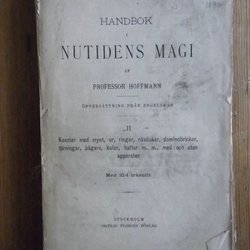 HANDBOK
I
NUTIDENS MAGI
AF
PROFESSOR HOFFMANN
ÖFVERSÄTTNING FRÅN ENGELSKAN
II
Konster med mynt, ur, ringar, näsdukar, dominobrickor,
tärningar, bägare, kulor, hattar m. m., med och utan
apparater
Med 214 träsnitt
STOCKHOLM
FÖRLAG